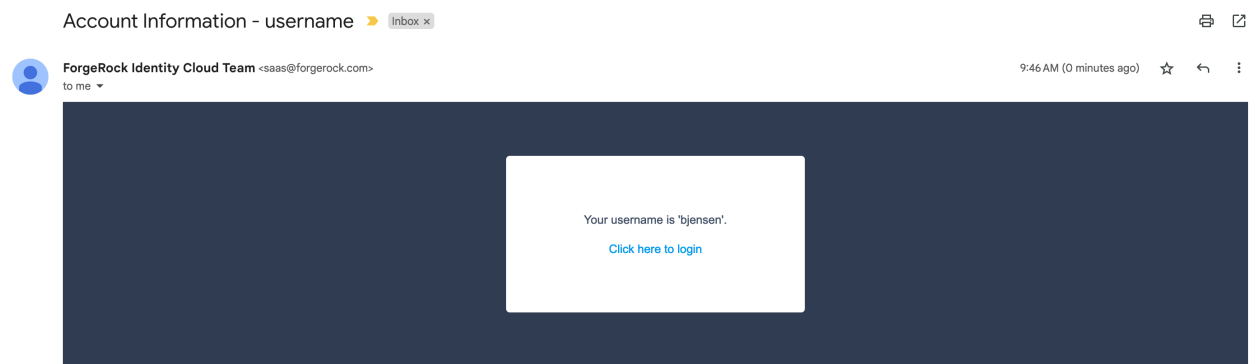 Account Information - username Inbox ×
ForgeRock Identity Cloud Team <saas@forgerock.com> 9:46 AM (0 minutes ago)
to me
Your username is 'bjensen'.
Click here to login